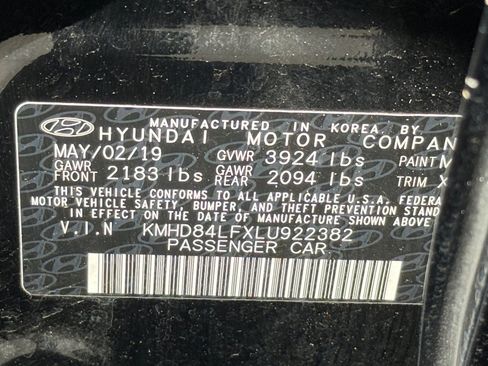 MANUFACTURED IN KOREA BY
HYUNDAI MOTOR COMPAN
MAY/02/19 GVWR 3924 lbs PAINT M
GAWR FRONT 2183 lbs GAWR REAR 2094 lbs TRIM X
THIS VEHICLE CONFORMS TO ALL APPLICABLE U.S.A. FEDERA
MOTOR VEHICLE SAFETY, BUMPER, AND THEFT PREVENTION STAND
IN EFFECT ON THE DATE OF MANUFACTURE SHOWN ABOVE
V.I.N KMHD84LFXLU922382
PASSENGER CAR